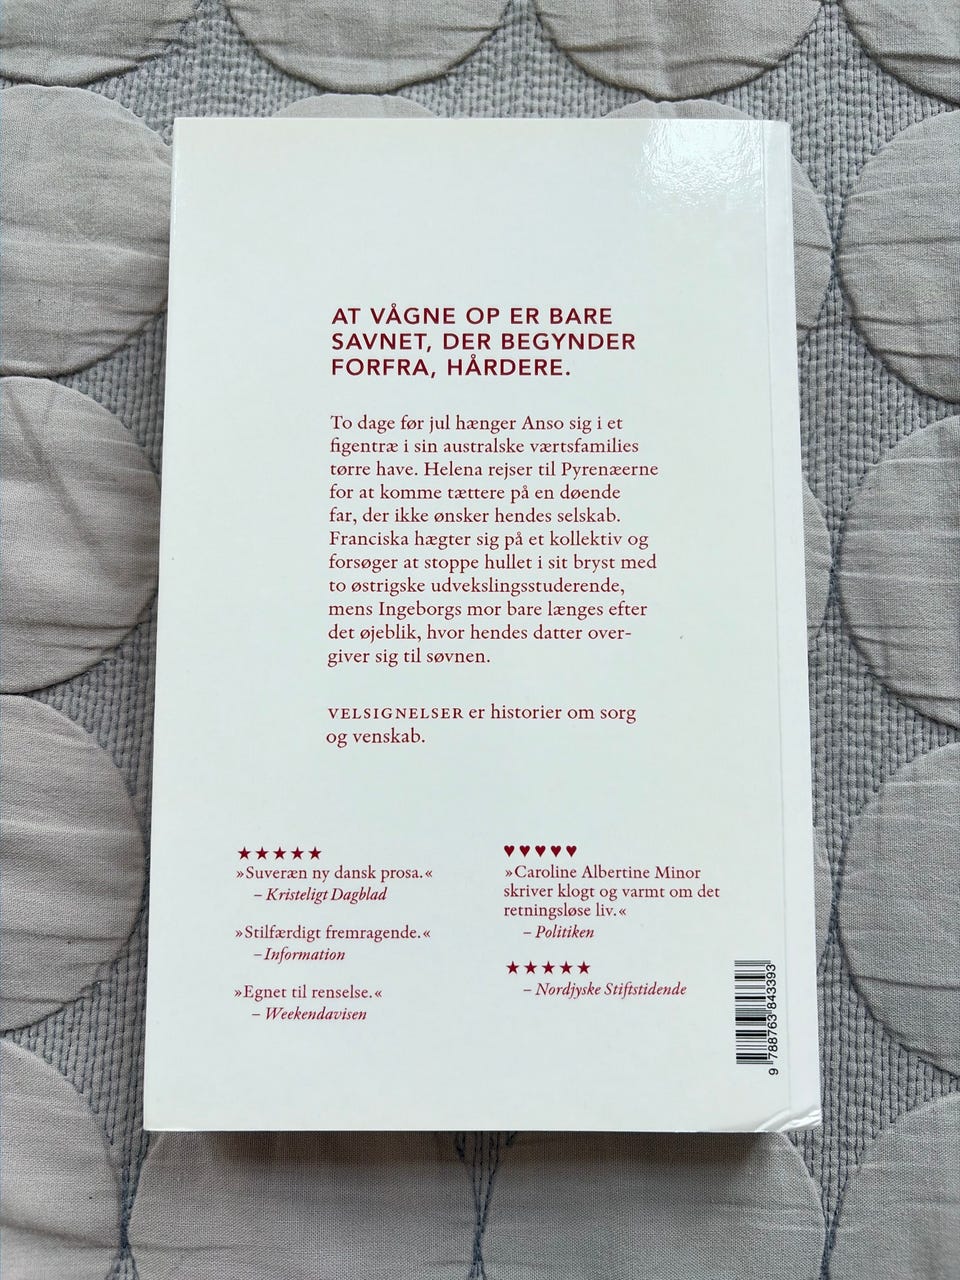 AT VÅGNE OP ER BARE
SAVNET, DER BEGYNDER
FORFRA, HÅRDERE.
To dage før jul hænger Anso sig i et
figentræ i sin australske værtsfamilies
tørre have. Helena rejser til Pyrenæerne
for at komme tættere på en døende
far, der ikke ønsker hendes selskab.
Franciska hægter sig på et kollektiv og
forsøger at stoppe hullet i sit bryst med
to østrigske udvekslingsstuderende,
mens Ingeborgs mor bare længes efter
det øjeblik, hvor hendes datter over-
giver sig til søvnen.
VELSIGNELSER er historier om sorg
og venskab.
★★★★★
»Suveræn ny dansk prosa.«
– Kristeligt Dagblad
»Stilfærdigt fremragende.«
– Information
»Egnet til renselse.«
– Weekendavisen
♥♥♥♥♥
»Caroline Albertine Minor
skriver klogt og varmt om det
retningsløse liv.«
– Politiken
★★★★★
– Nordjyske Stiftstidende
9 788763 843393